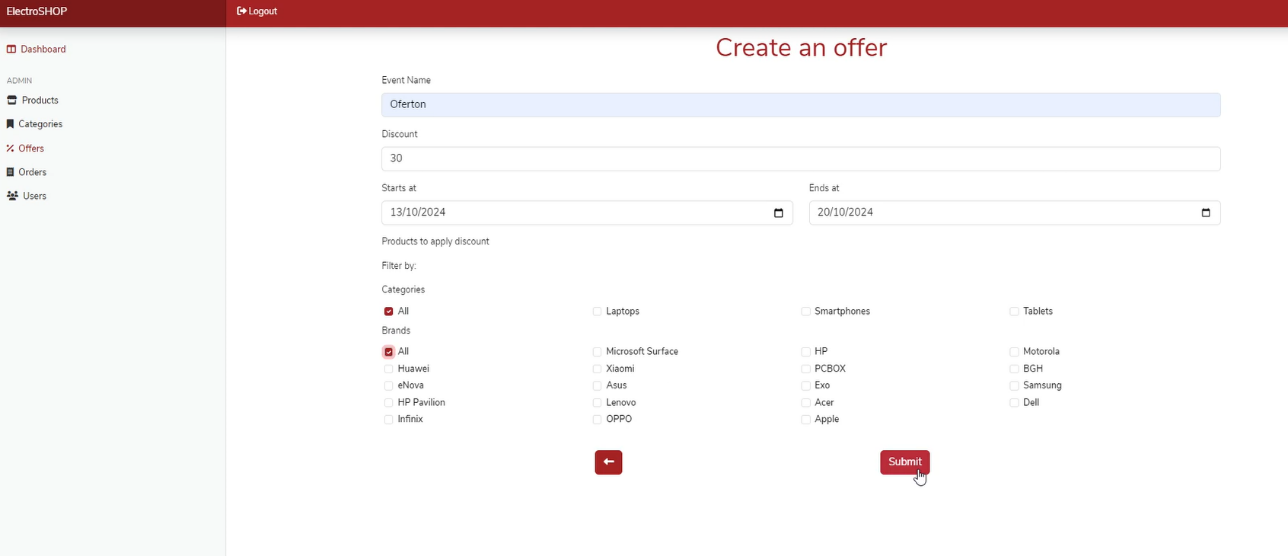 ElectroSHOP
Logout
Dashboard
ADMIN
Products
Categories
Offers
Orders
Users
Create an offer
Event Name
Oferton
Discount
30
Starts at
Ends at
13/10/2024
20/10/2024
Products to apply discount
Filter by:
Categories
All Laptops Smartphones Tablets
Brands
All Microsoft Surface HP Motorola
Huawei Xiaomi PCBOX BGH
eNova Asus Exo Samsung
HP Pavilion Lenovo Acer Dell
Infinix OPPO Apple
Submit